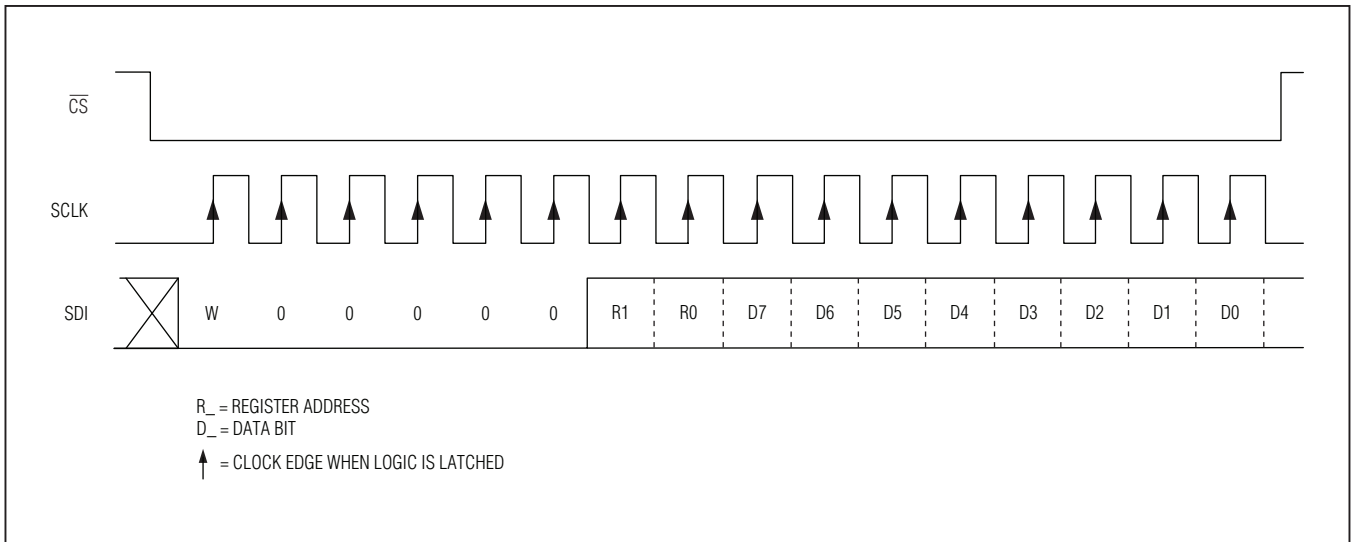 CS
SCLK
SDI W 0 0 0 0 0 R1 R0 D7 D6 D5 D4 D3 D2 D1 D0
R_ = REGISTER ADDRESS
D_ = DATA BIT
= CLOCK EDGE WHEN LOGIC IS LATCHED